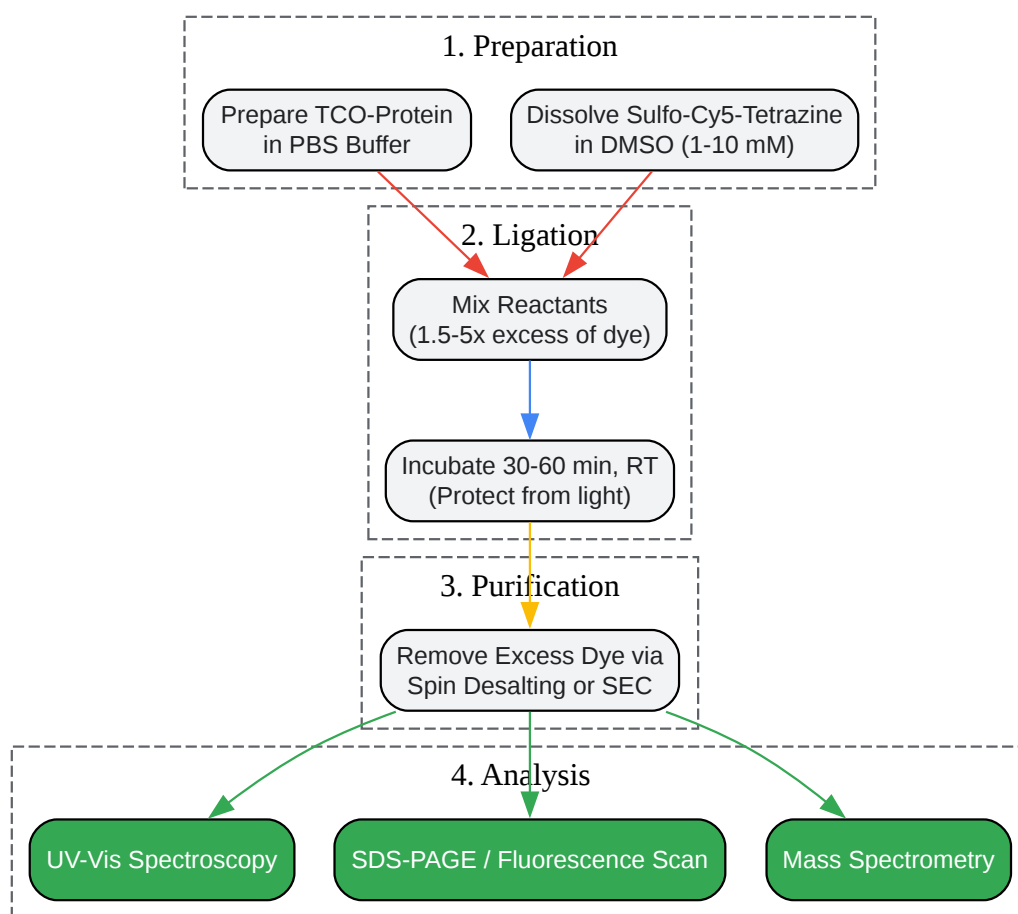 1. Preparation
Prepare TCO-Protein
in PBS Buffer
Dissolve Sulfo-Cy5-Tetrazine
in DMSO (1-10 mM)
2. Ligation
Mix Reactants
(1.5-5x excess of dye)
Incubate 30-60 min, RT
(Protect from light)
3. Purification
Remove Excess Dye via
Spin Desalting or SEC
4. Analysis
UV-Vis Spectroscopy
SDS-PAGE / Fluorescence Scan
Mass Spectrometry